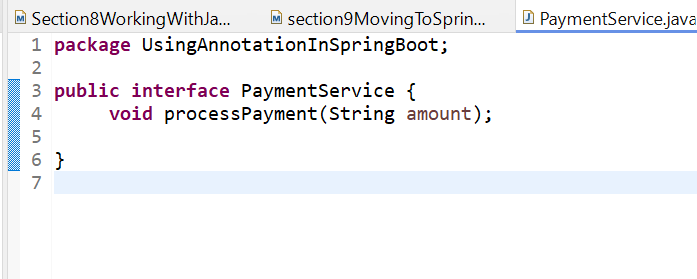 Section8WorkingWithJa... section9MovingToSprin... PaymentService.java
1 package UsingAnnotationInSpringBoot;
2
3 public interface PaymentService {
4 void processPayment(String amount);
5
6 }
7